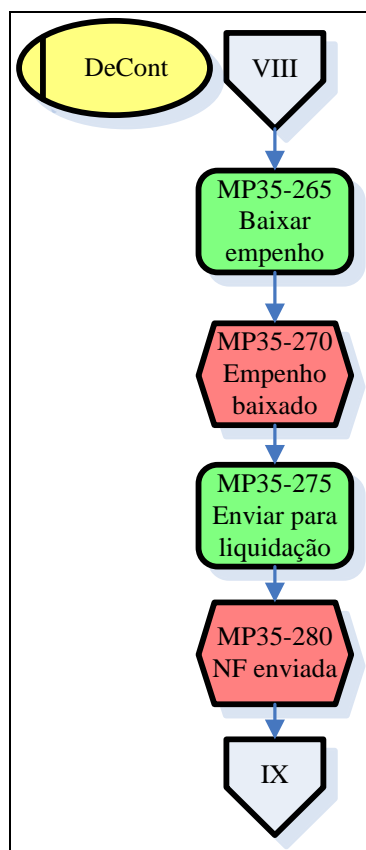 DeCont
VIII
MP35-265
Baixar
empenho
MP35-270
Empenho
baixado
MP35-275
Enviar para
liquidação
MP35-280
NF enviada
IX